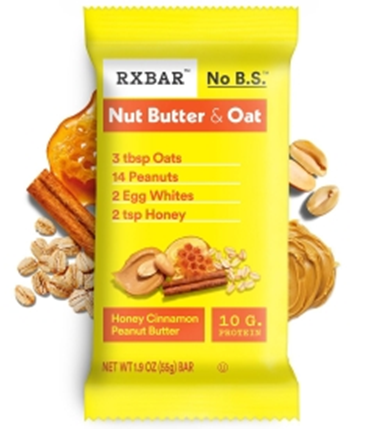 RXBAR™ No B.S.™
Nut Butter & Oat
3 tbsp Oats
14 Peanuts
2 Egg Whites
2 tsp Honey
Honey Cinnamon
Peanut Butter
10 G.
PROTEIN
NET WT 1.9 OZ (55g) BAR